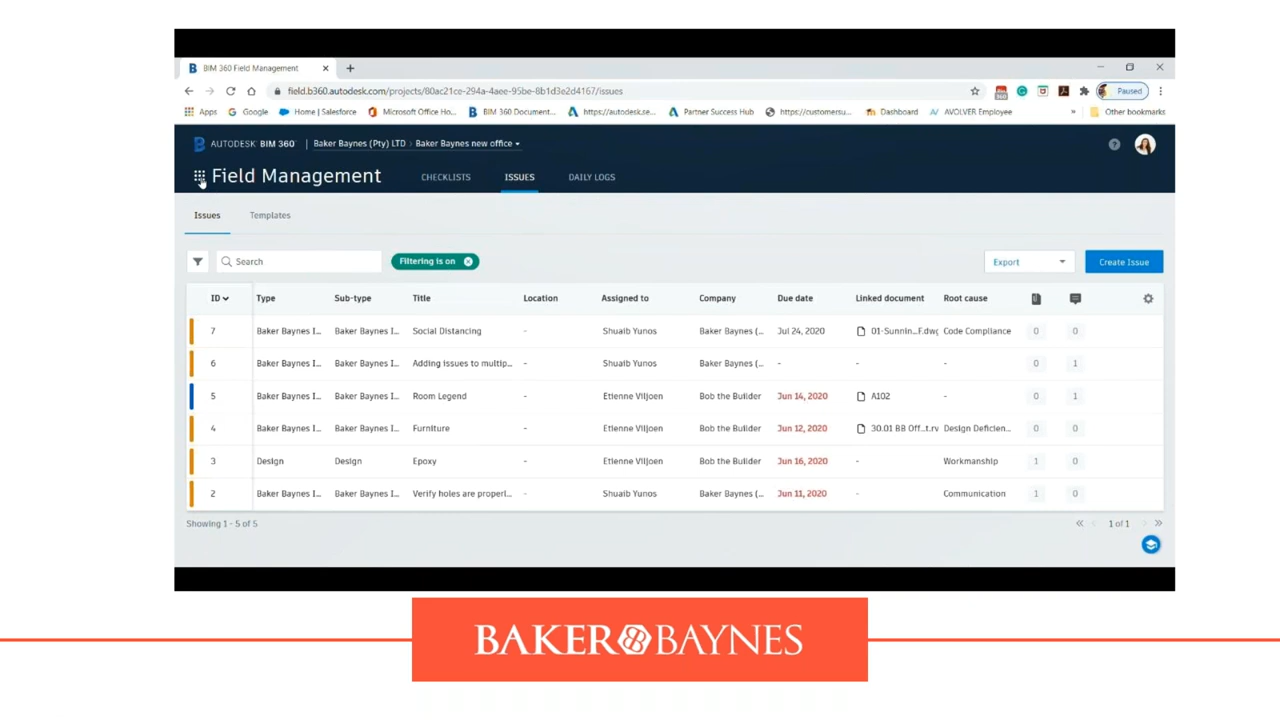 BIM 360 Field Management
field.b360.autodesk.com/projects/80ac21ce-294a-4aee-95be-8b1d3e2d4167/issues
Paused
Apps Google Home | Salesforce Microsoft Office Ho... BIM 360 Document... https://autodesk.se... Partner Success Hub https://customersu... Dashboard AVOLVER Employee » Other bookmarks
AUTODESK BIM 360 | Baker Baynes (Pty) LTD > Baker Baynes new office
Field Management CHECKLISTS ISSUES DAILY LOGS
Issues Templates
Search Filtering is on Export Create Issue
ID Type Sub-type Title Location Assigned to Company Due date Linked document Root cause
7 Baker Baynes I... Baker Baynes I... Social Distancing - Shuaib Yunos Baker Baynes (... Jul 24, 2020 01-Sunnin...F.dwg Code Compliance 0 0
6 Baker Baynes I... Baker Baynes I... Adding issues to multip... - Shuaib Yunos Baker Baynes (... - - - 0 1
5 Baker Baynes I... Baker Baynes I... Room Legend - Etienne Viljoen Bob the Builder Jun 14, 2020 A102 - 0 1
4 Baker Baynes I... Baker Baynes I... Furniture - Etienne Viljoen Bob the Builder Jun 12, 2020 30.01 BB Off...t.rv Design Deficien... 0 0
3 Design Design Epoxy - Etienne Viljoen Bob the Builder Jun 16, 2020 - Workmanship 1 0
2 Baker Baynes I... Baker Baynes I... Verify holes are properl... - Shuaib Yunos Baker Baynes (... Jun 11, 2020 - Communication 1 0
Showing 1 - 5 of 5 1 of 1
BAKER BAYNES